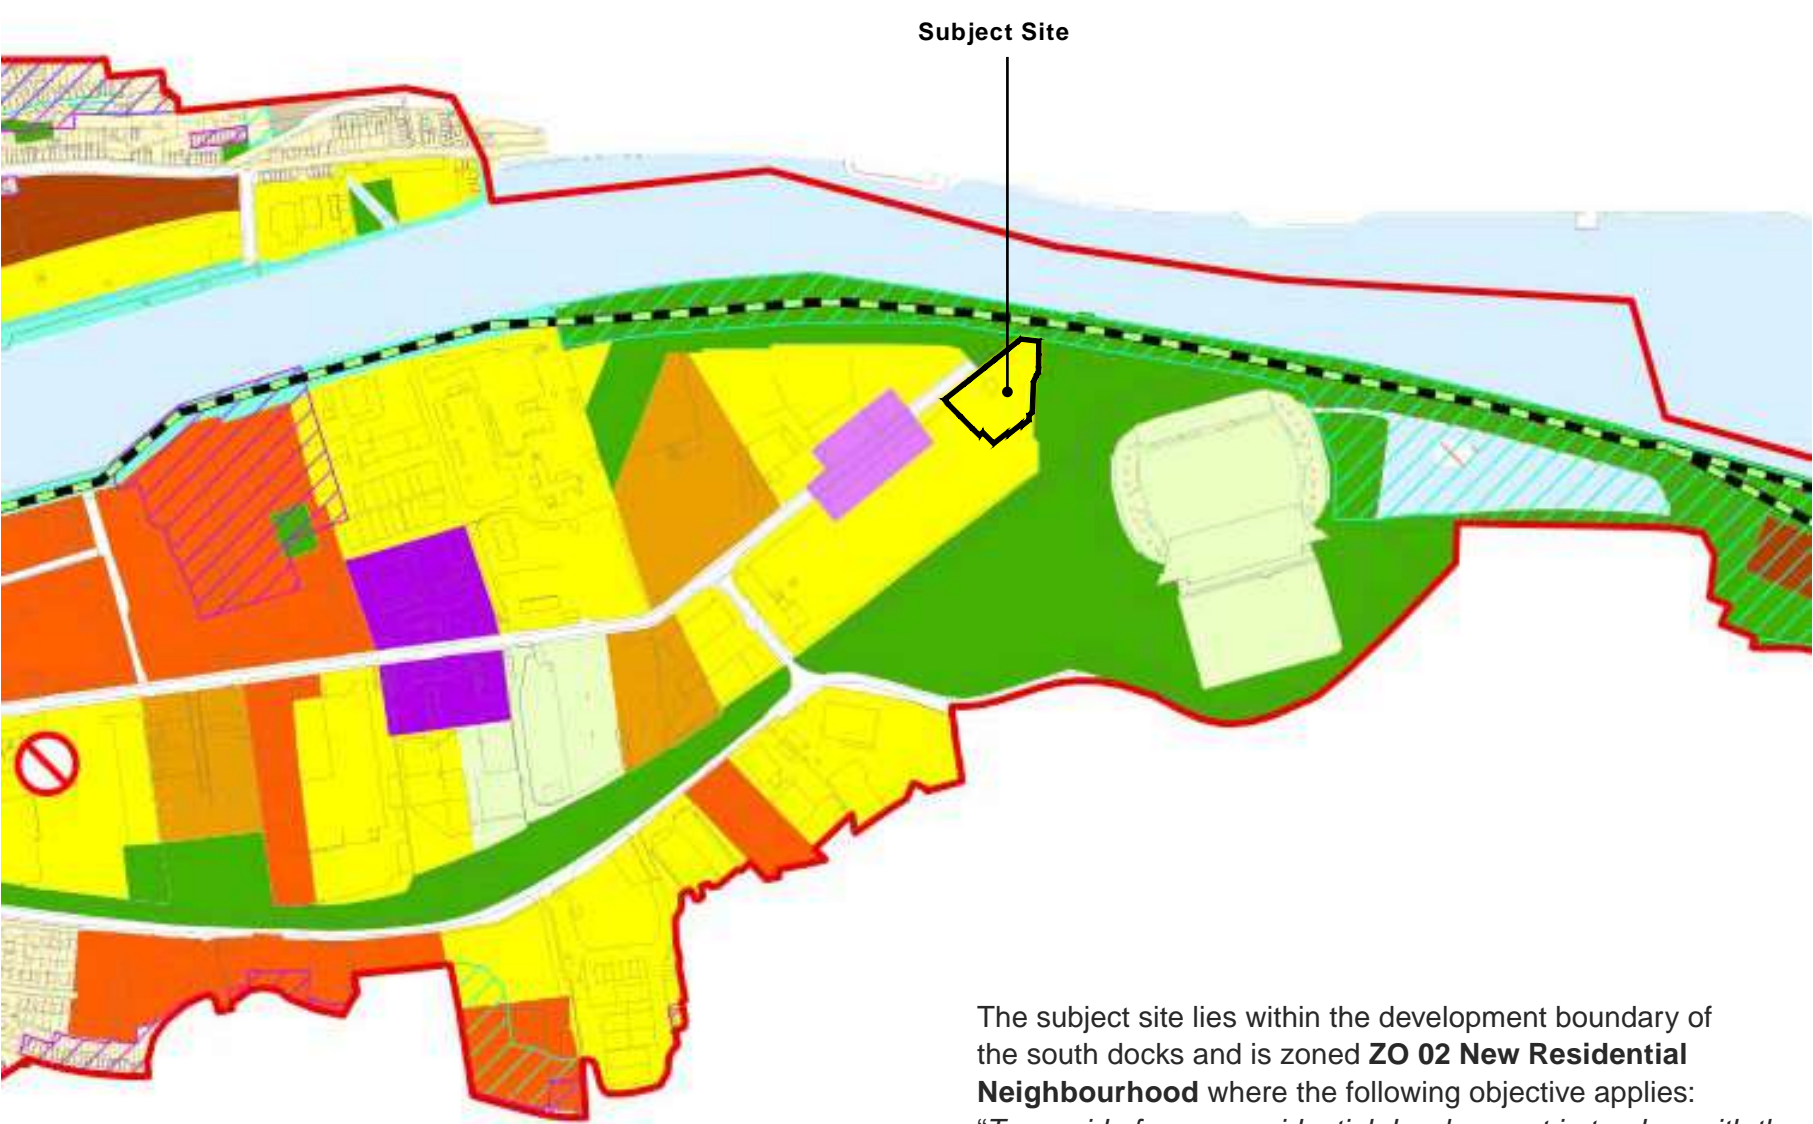 Subject Site
The subject site lies within the development boundary of
the south docks and is zoned ZO 02 New Residential
Neighbourhood where the following objective applies: